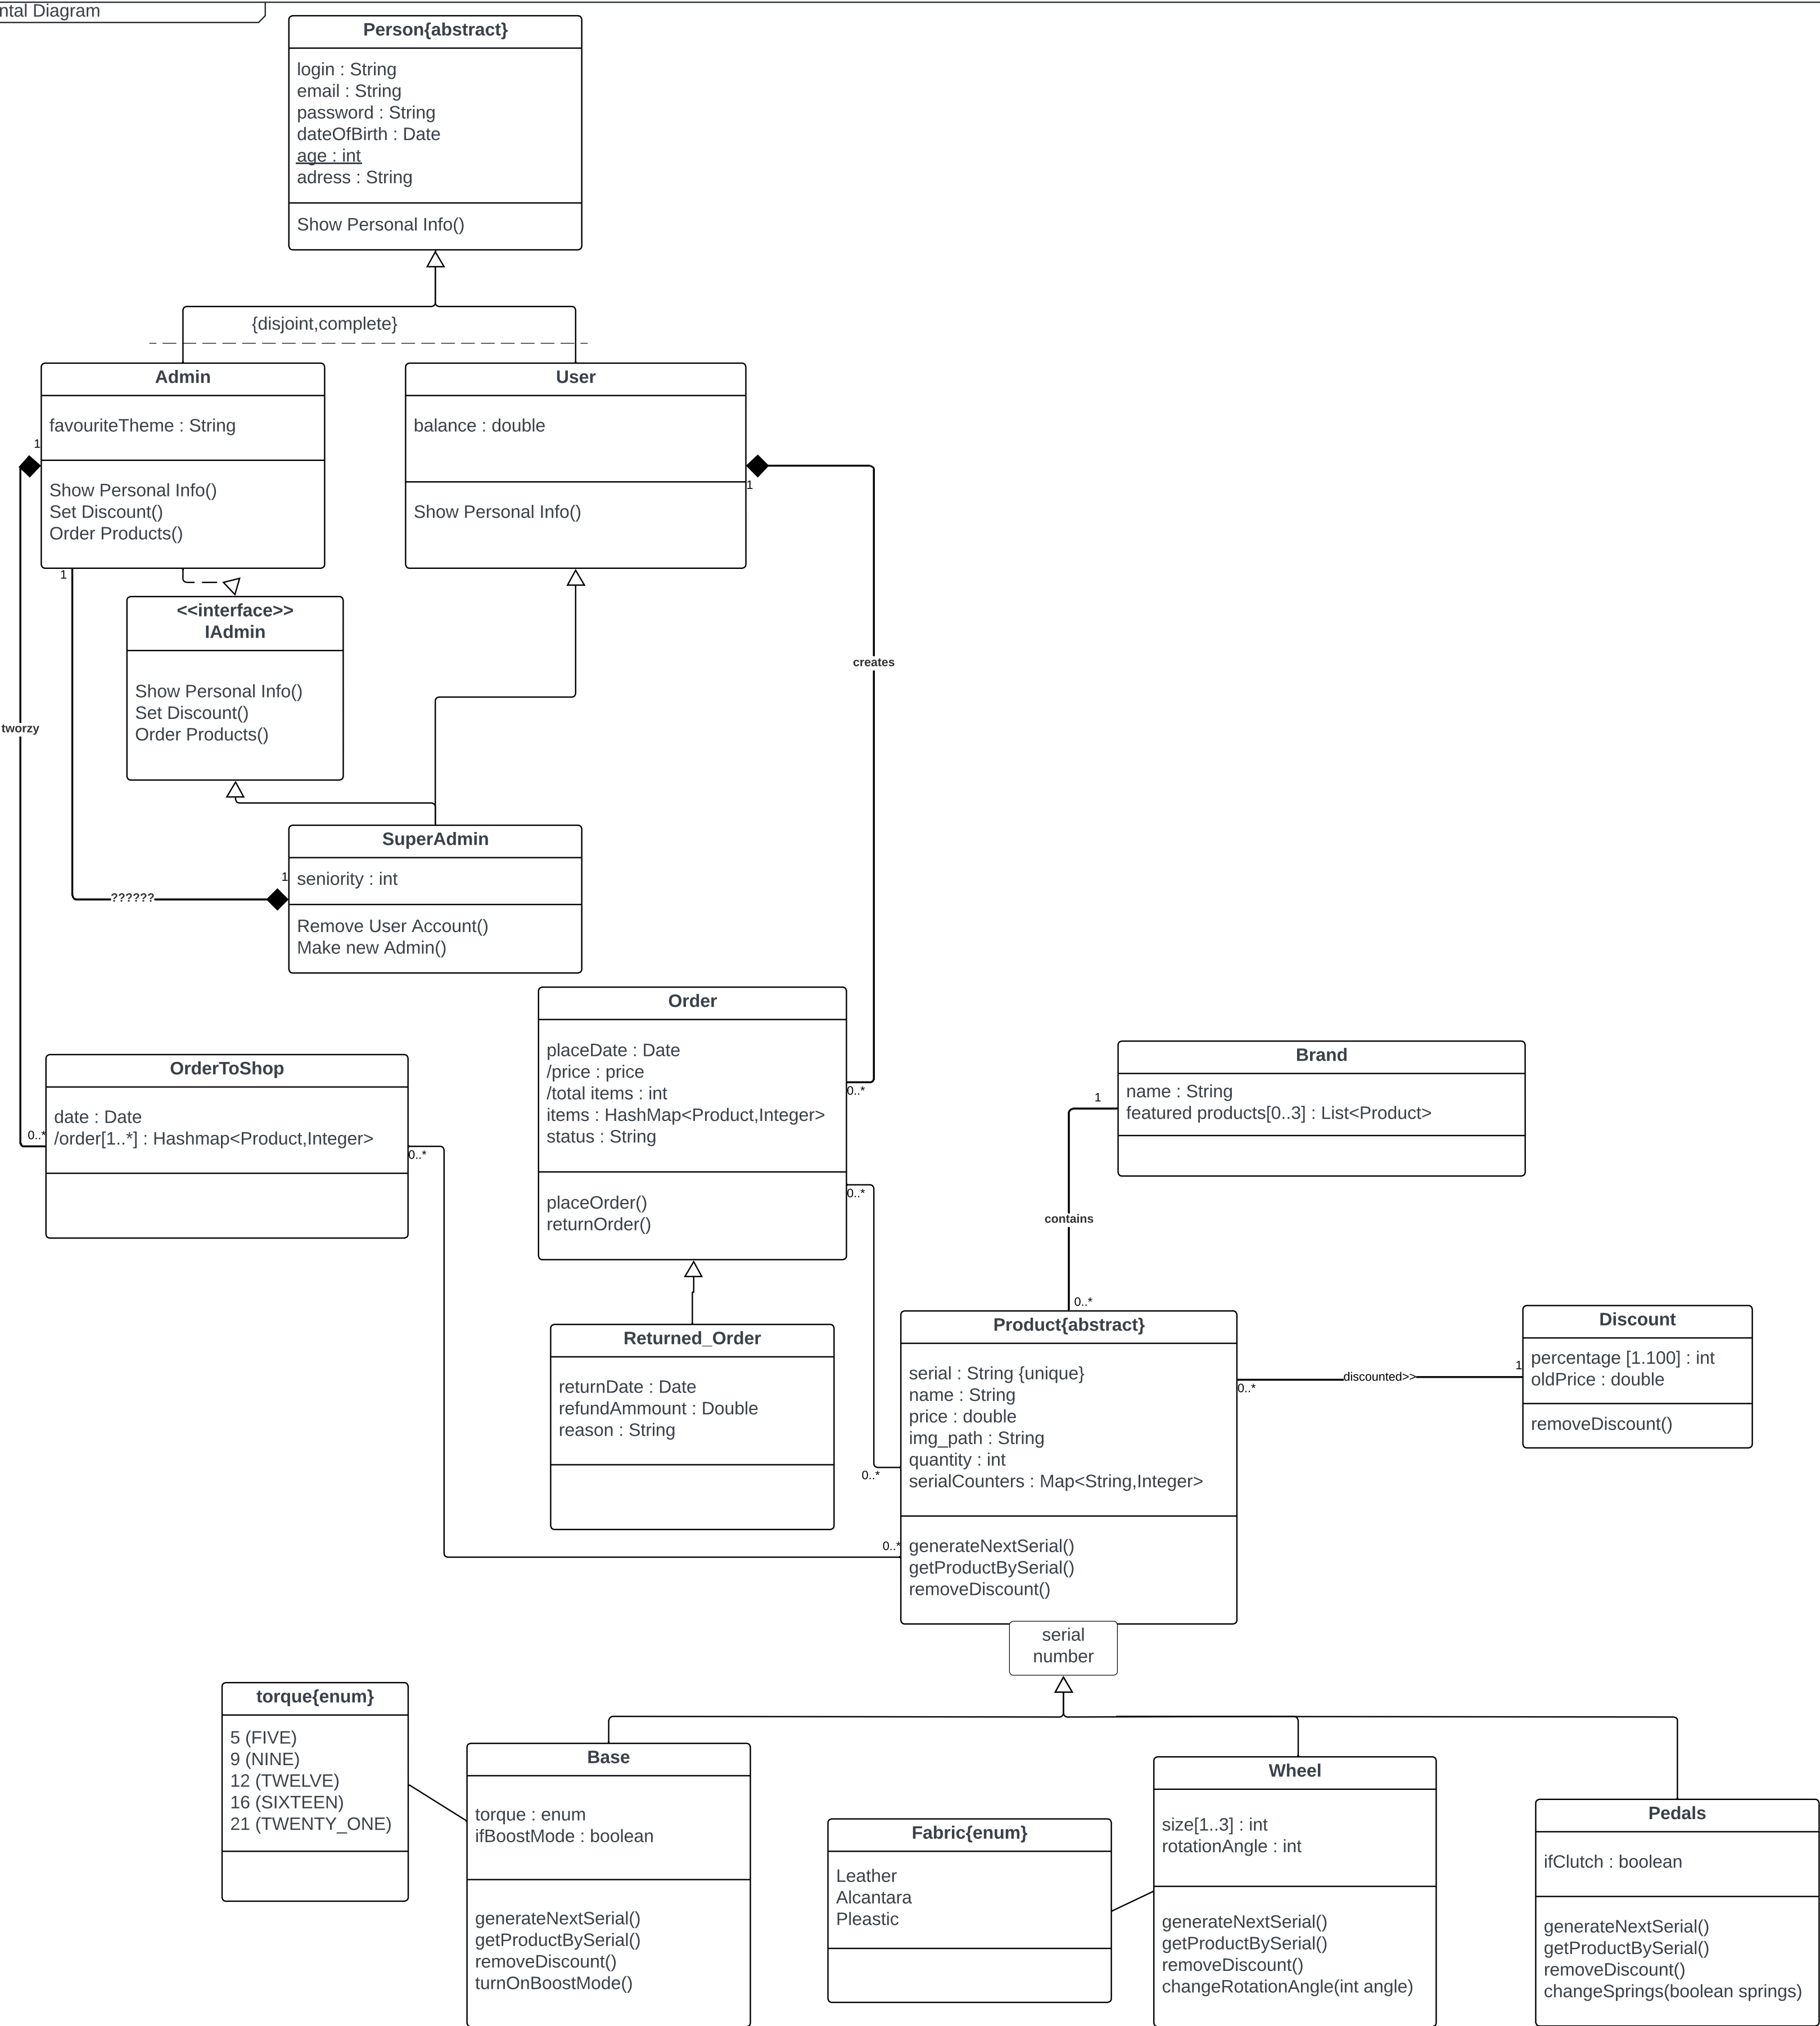 ntal Diagram
Person{abstract}
login : String
email : String
password : String
dateOfBirth : Date
age : int
adress : String
Show Personal Info()
{disjoint,complete}
Admin
favouriteTheme : String
Show Personal Info()
Set Discount()
Order Products()
1
1
User
balance : double
Show Personal Info()
1
<<interface>>
IAdmin
Show Personal Info()
Set Discount()
Order Products()
creates
tworzy
SuperAdmin
seniority : int
Remove User Account()
Make new Admin()
1
??????
Order
placeDate : Date
/price : price
/total items : int
items : HashMap<Product,Integer>
status : String
placeOrder()
returnOrder()
0..*
0..*
OrderToShop
date : Date
/order[1..*] : Hashmap<Product,Integer>
0..*
0..*
Brand
name : String
featured products[0..3] : List<Product>
1
contains
0..*
Returned_Order
returnDate : Date
refundAmmount : Double
reason : String
Product{abstract}
serial : String {unique}
name : String
price : double
img_path : String
quantity : int
serialCounters : Map<String,Integer>
generateNextSerial()
getProductBySerial()
removeDiscount()
0..*
0..*
0..*
discounted>>
1
Discount
percentage [1.100] : int
oldPrice : double
removeDiscount()
serial
number
torque{enum}
5 (FIVE)
9 (NINE)
12 (TWELVE)
16 (SIXTEEN)
21 (TWENTY_ONE)
Base
torque : enum
ifBoostMode : boolean
generateNextSerial()
getProductBySerial()
removeDiscount()
turnOnBoostMode()
Fabric{enum}
Leather
Alcantara
Pleastic
Wheel
size[1..3] : int
rotationAngle : int
generateNextSerial()
getProductBySerial()
removeDiscount()
changeRotationAngle(int angle)
Pedals
ifClutch : boolean
generateNextSerial()
getProductBySerial()
removeDiscount()
changeSprings(boolean springs)